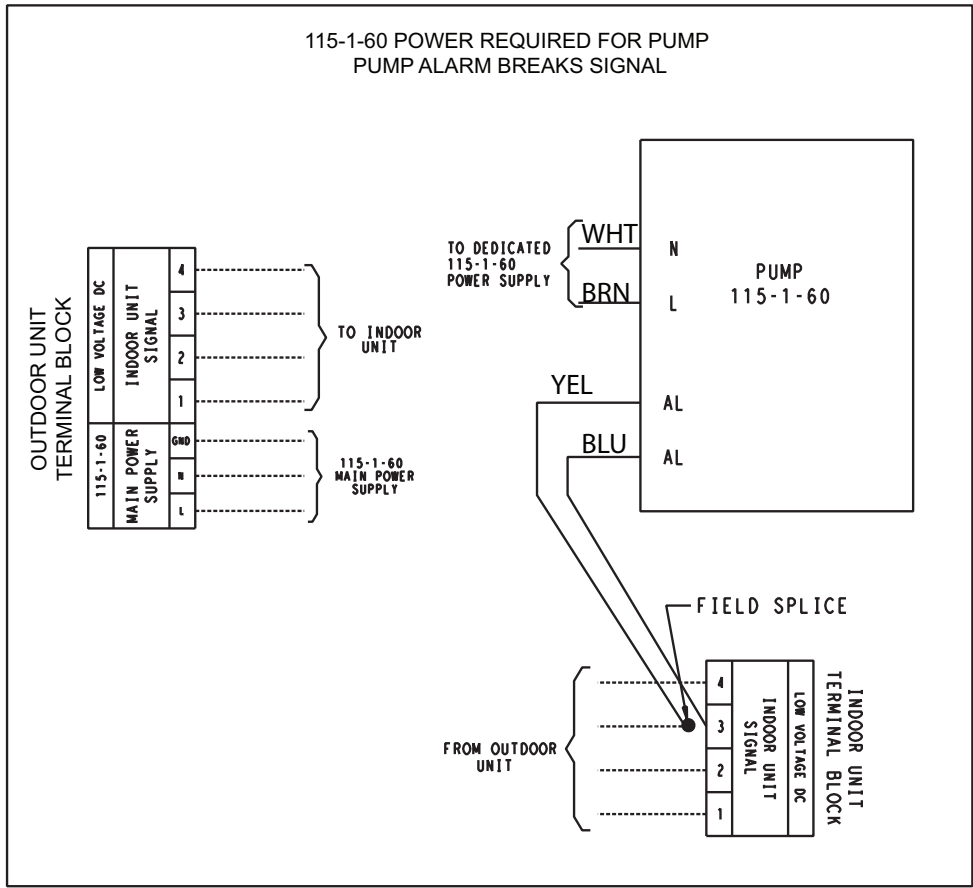 115-1-60 POWER REQUIRED FOR PUMP
PUMP ALARM BREAKS SIGNAL
OUTDOOR UNIT
TERMINAL BLOCK
LOW VOLTAGE DC
INDOOR UNIT
SIGNAL
4
3
2
1
TO INDOOR
UNIT
115-1-60
MAIN POWER
SUPPLY
GND
N
L
115-1-60
MAIN POWER
SUPPLY
TO DEDICATED
115-1-60
POWER SUPPLY
WHT
BRN
YEL
BLU
N
L
AL
AL
PUMP
115-1-60
FIELD SPLICE
FROM OUTDOOR
UNIT
4
3
2
1
INDOOR UNIT
SIGNAL
LOW VOLTAGE DC
INDOOR UNIT
TERMINAL BLOCK